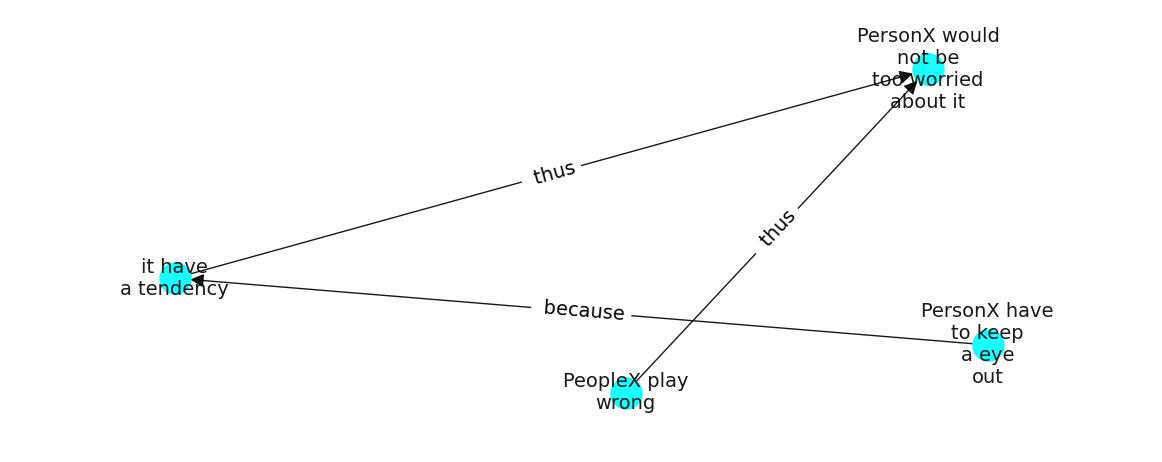 PersonX would
not be
too worried
about it
thus
thus
it have
a tendency
because
PersonX have
to keep
a eye
out
PeopleX play
wrong